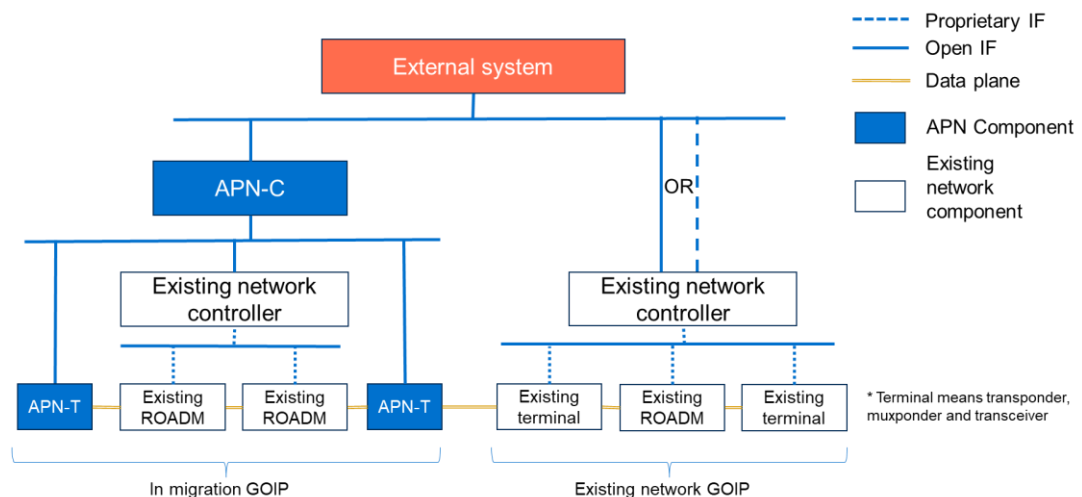 Proprietary IF
Open IF
Data plane
APN Component
Existing
network
component
External system
APN-C
OR
Existing network
controller
Existing network
controller
APN-T
Existing
ROADM
Existing
ROADM
APN-T
Existing
terminal
Existing
ROADM
Existing
terminal
* Terminal means transponder,
muxponder and transceiver
In migration GOIP
Existing network GOIP